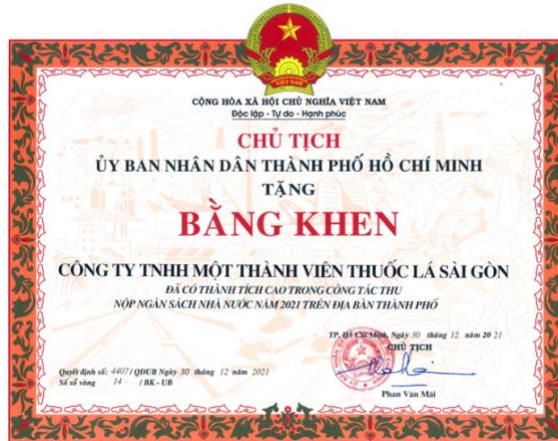 VIỆT NAM
CỘNG HÒA XÃ HỘI CHỦ NGHĨA VIỆT NAM
Độc lập - Tự do - Hạnh phúc
CHỦ TỊCH
ỦY BAN NHÂN DÂN THÀNH PHỐ HỒ CHÍ MINH
TẶNG
BẰNG KHEN
CÔNG TY TNHH MỘT THÀNH VIÊN THUỐC LÁ SÀI GÒN
ĐÃ CÓ THÀNH TÍCH CAO TRONG CÔNG TÁC THU
NỘP NGÂN SÁCH NHÀ NƯỚC NĂM 2021 TRÊN ĐỊA BÀN THÀNH PHỐ
TP. Hồ Chí Minh, Ngày 30 tháng 12 năm 2021
CHỦ TỊCH
Quyết định số: 4407/ QĐUB Ngày 30 tháng 12 năm 2021
Số sổ vàng 14 / BK - UB
Phan Văn Mãi